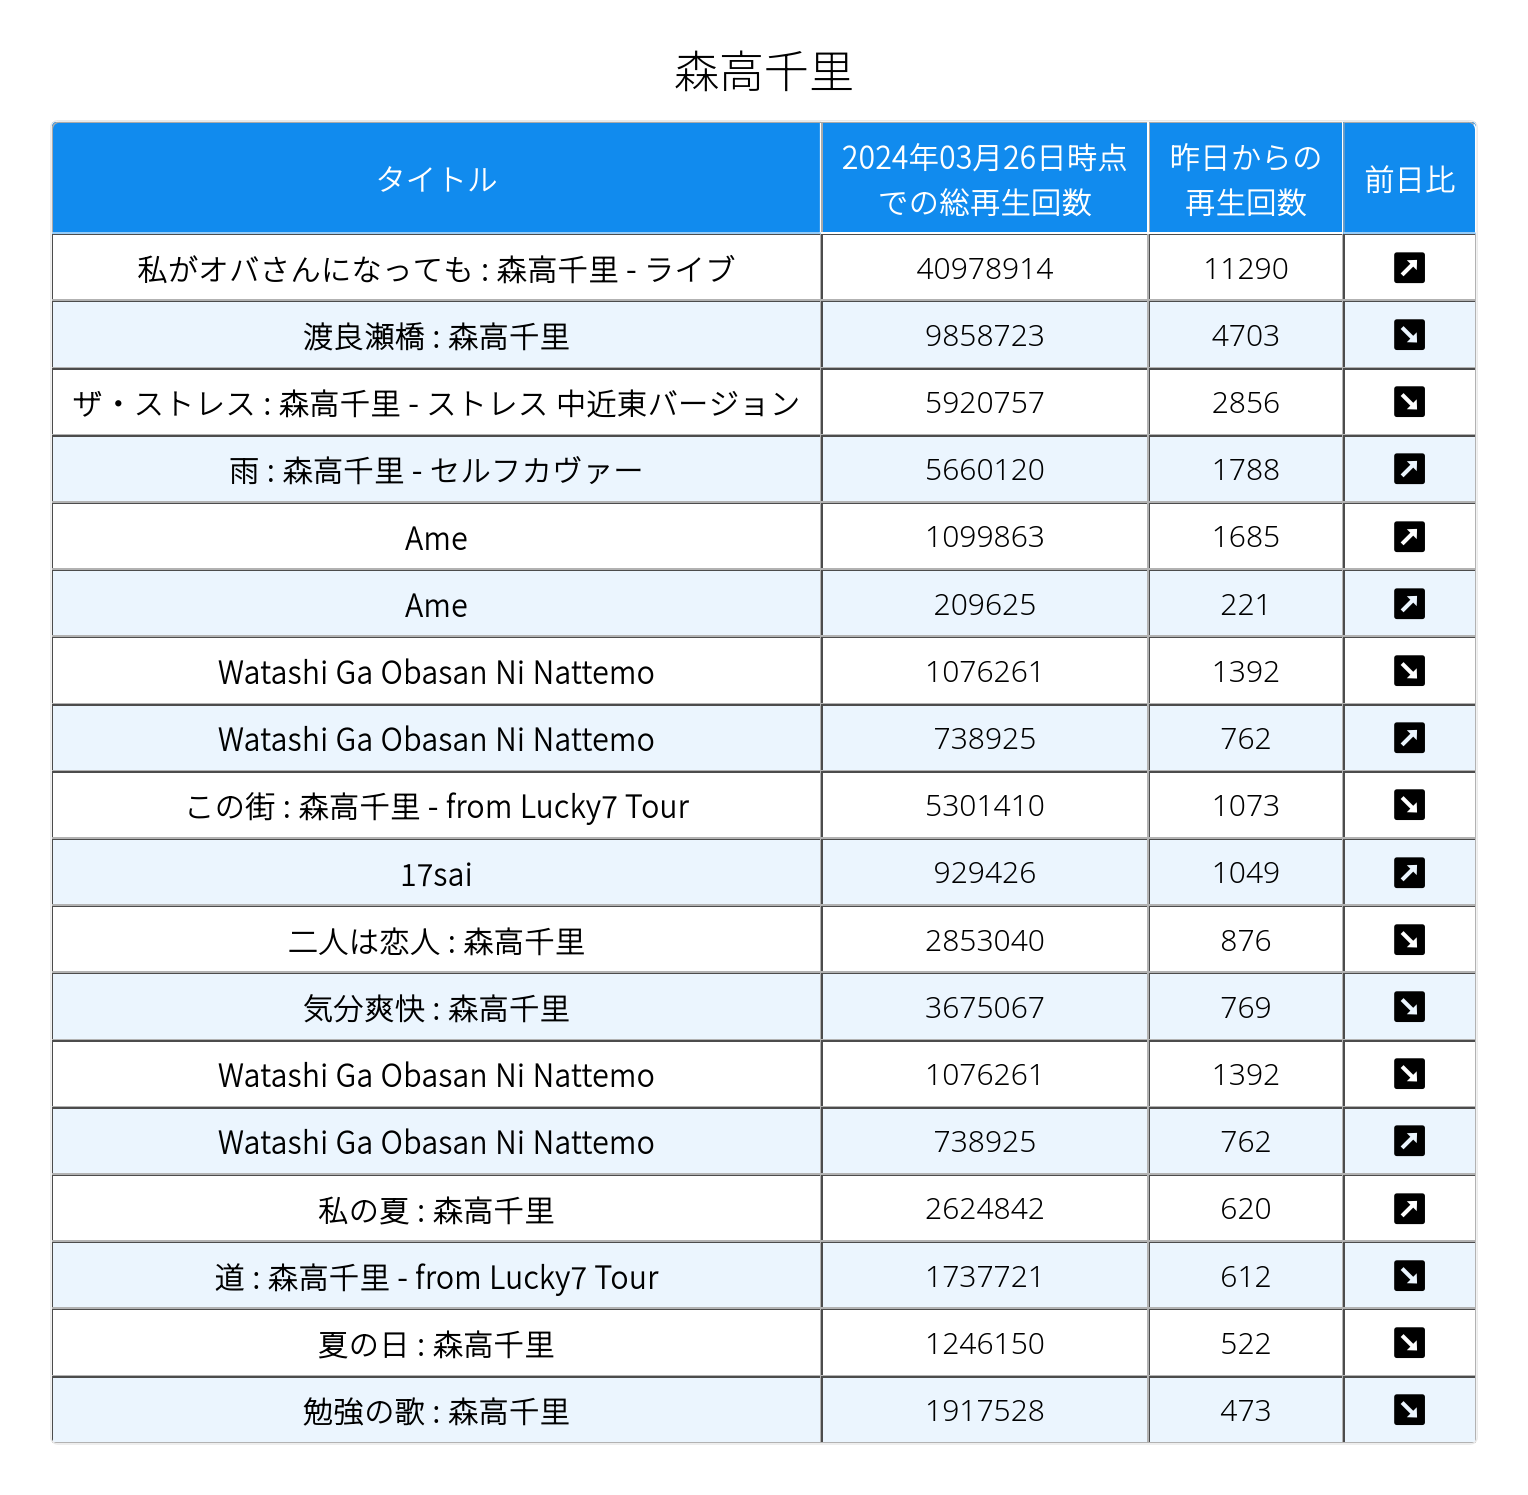 森高千里
タイトル
2024年03月26日時点
での総再生回数
昨日からの
再生回数
前日比
私がオバさんになっても : 森高千里 - ライブ 40978914 11290 ↗
渡良瀬橋 : 森高千里 9858723 4703 ↘
ザ・ストレス : 森高千里 - ストレス 中近東バージョン 5920757 2856 ↘
雨 : 森高千里 - セルフカヴァー 5660120 1788 ↗
Ame 1099863 1685 ↗
Ame 209625 221 ↗
Watashi Ga Obasan Ni Nattemo 1076261 1392 ↘
Watashi Ga Obasan Ni Nattemo 738925 762 ↗
この街 : 森高千里 - from Lucky7 Tour 5301410 1073 ↘
17sai 929426 1049 ↗
二人は恋人 : 森高千里 2853040 876 ↘
気分爽快 : 森高千里 3675067 769 ↘
Watashi Ga Obasan Ni Nattemo 1076261 1392 ↘
Watashi Ga Obasan Ni Nattemo 738925 762 ↗
私の夏 : 森高千里 2624842 620 ↗
道 : 森高千里 - from Lucky7 Tour 1737721 612 ↘
夏の日 : 森高千里 1246150 522 ↘
勉強の歌 : 森高千里 1917528 473 ↘